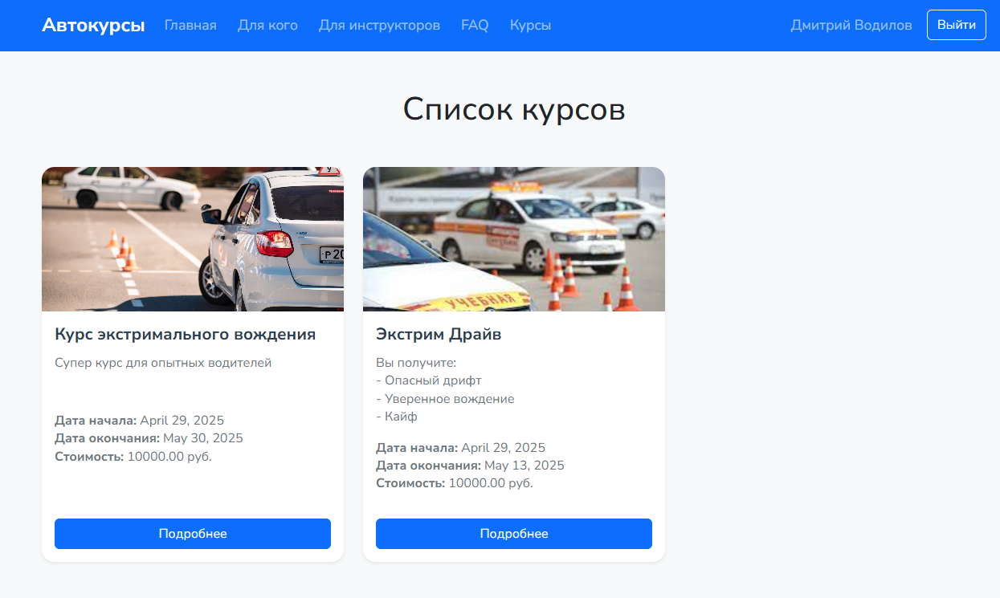 Автокурсы Главная Для кого Для инструкторов FAQ Курсы Дмитрий Водилов Выйти
Список курсов
У
Р20
УЧЕБНАЯ
Курс экстримального вождения
Супер курс для опытных водителей
Дата начала: April 29, 2025
Дата окончания: May 30, 2025
Стоимость: 10000.00 руб.
Подробнее
Экстрим Драйв
Вы получите:
- Опасный дрифт
- Уверенное вождение
- Кайф
Дата начала: April 29, 2025
Дата окончания: May 13, 2025
Стоимость: 10000.00 руб.
Подробнее